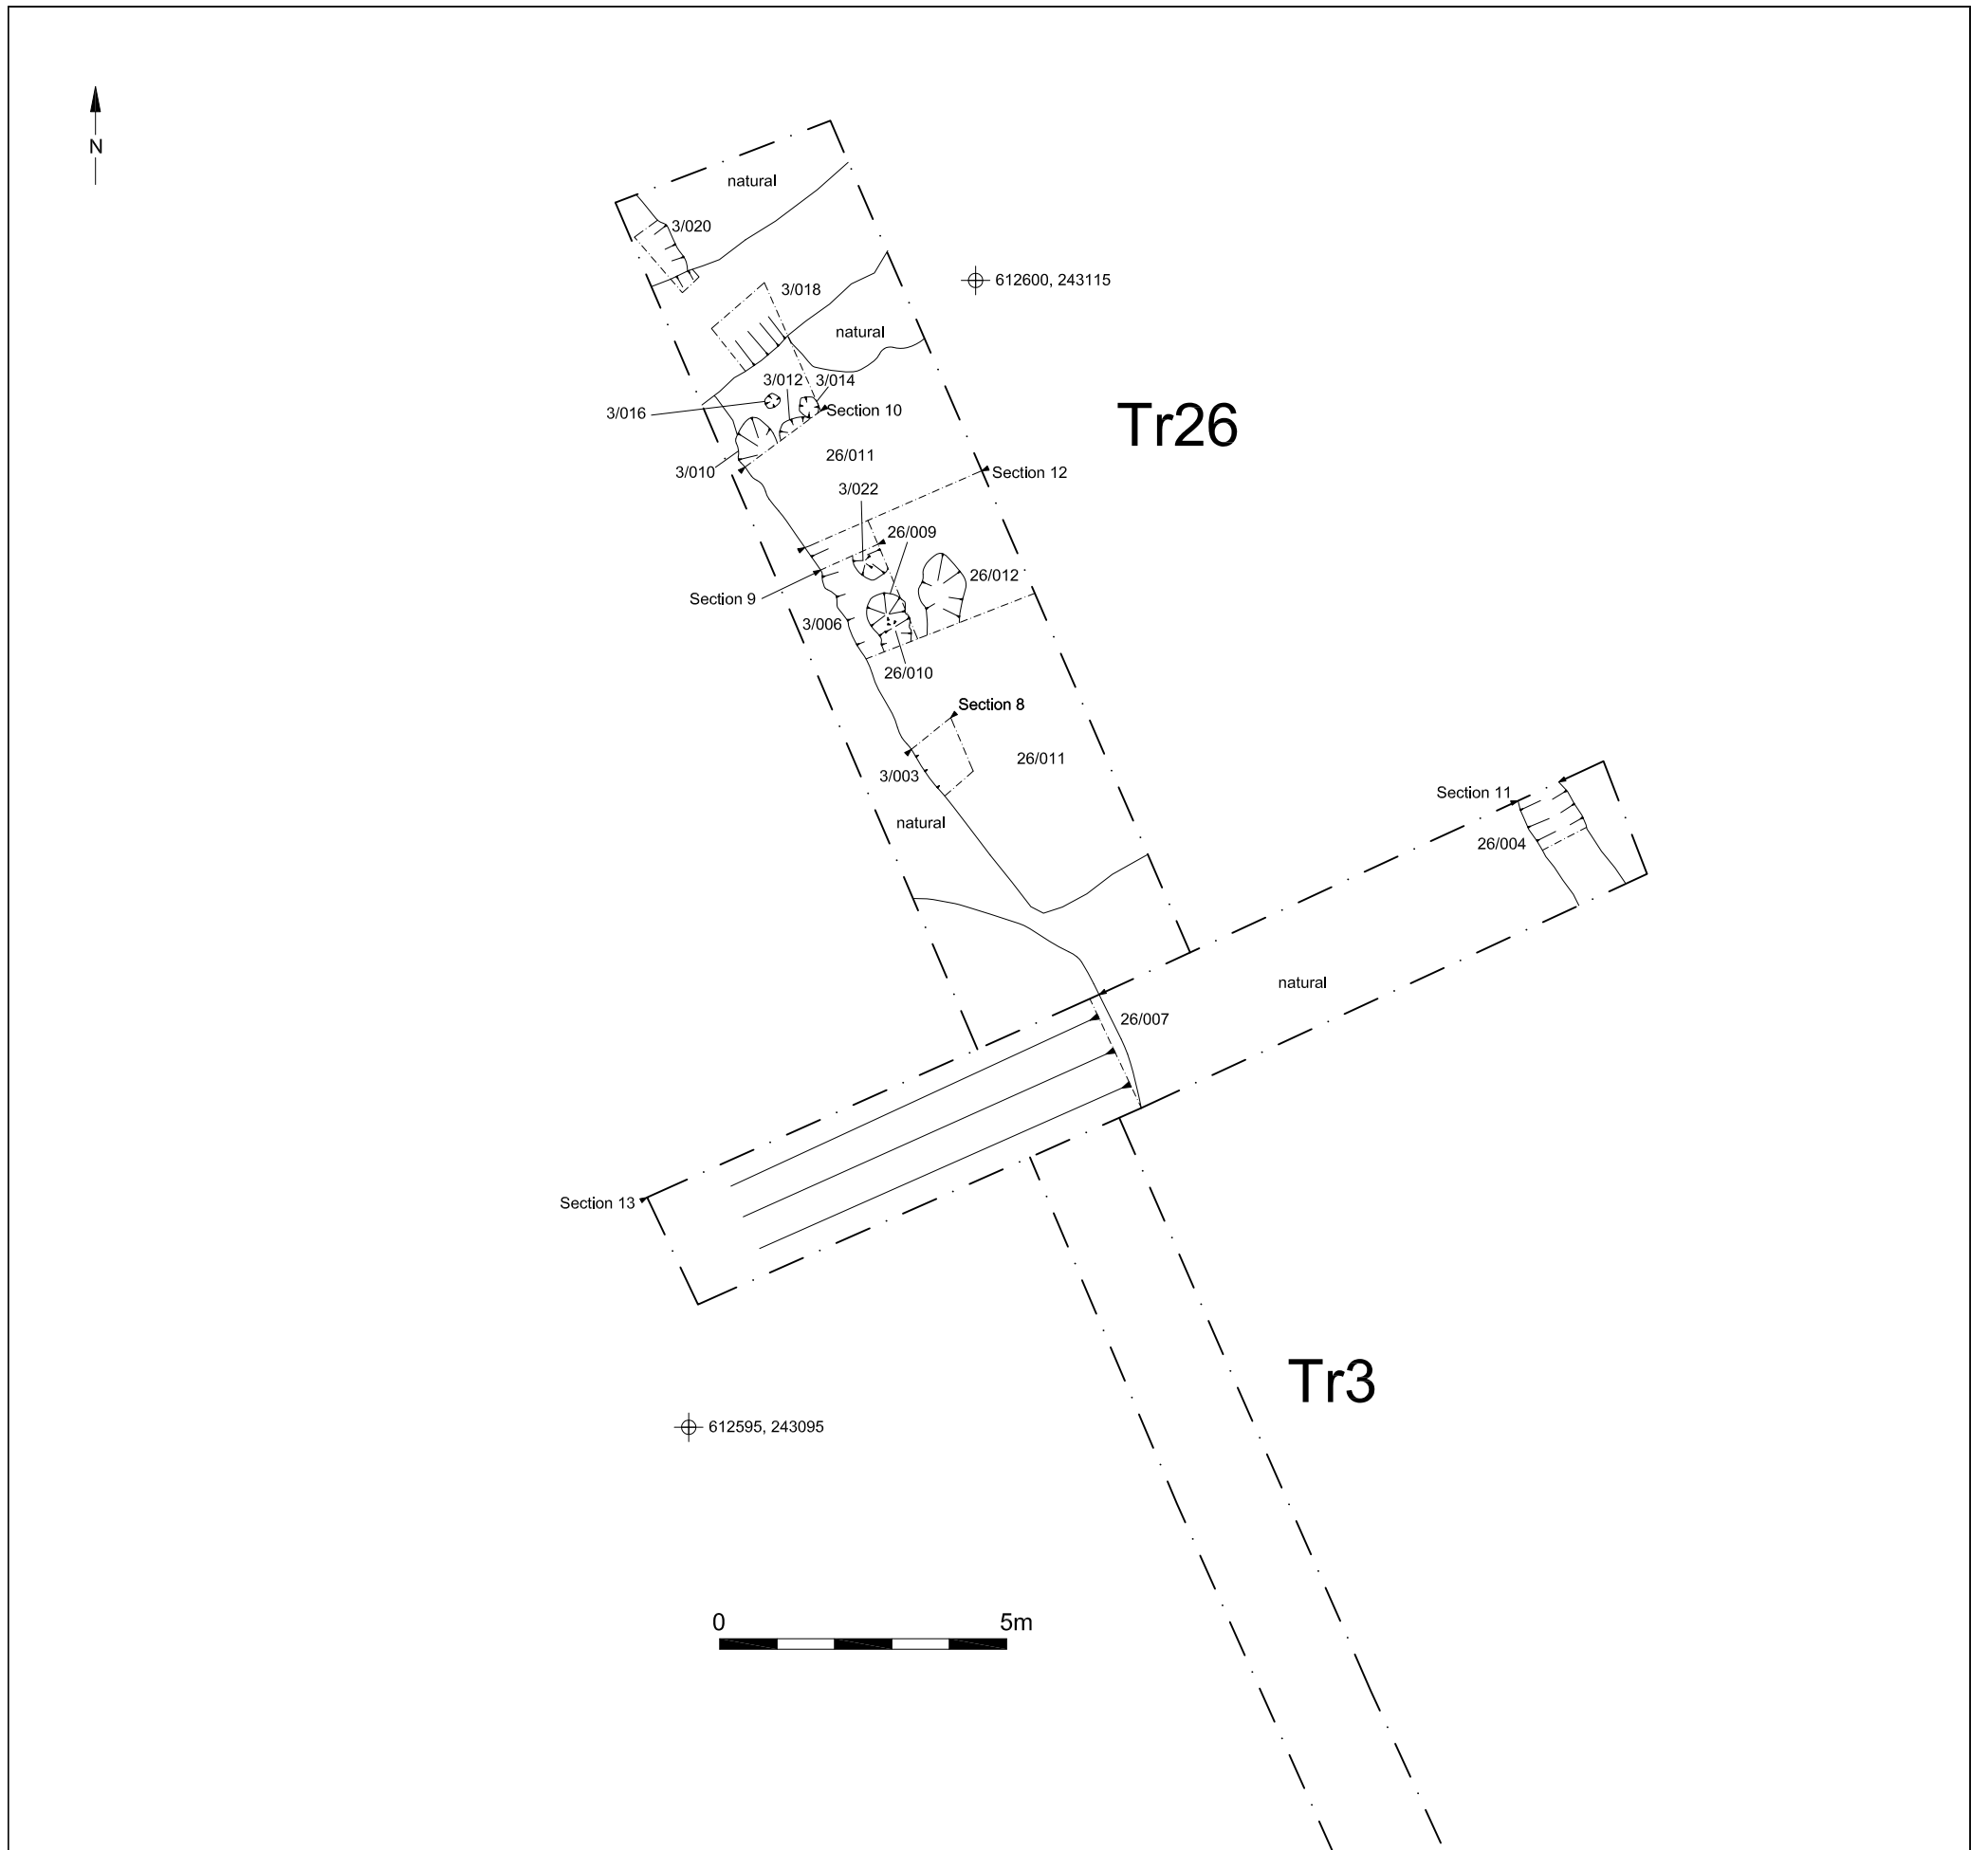 N
natural
3/020
612600, 243115
3/018
natural
3/012
3/014
3/016
Section 10
Tr26
26/011
3/010
Section 12
3/022
26/009
26/012
Section 9
3/006
26/010
Section 8
26/011
3/003
Section 11
natural
26/004
natural
26/007
Section 13
Tr3
612595, 243095
0 5m